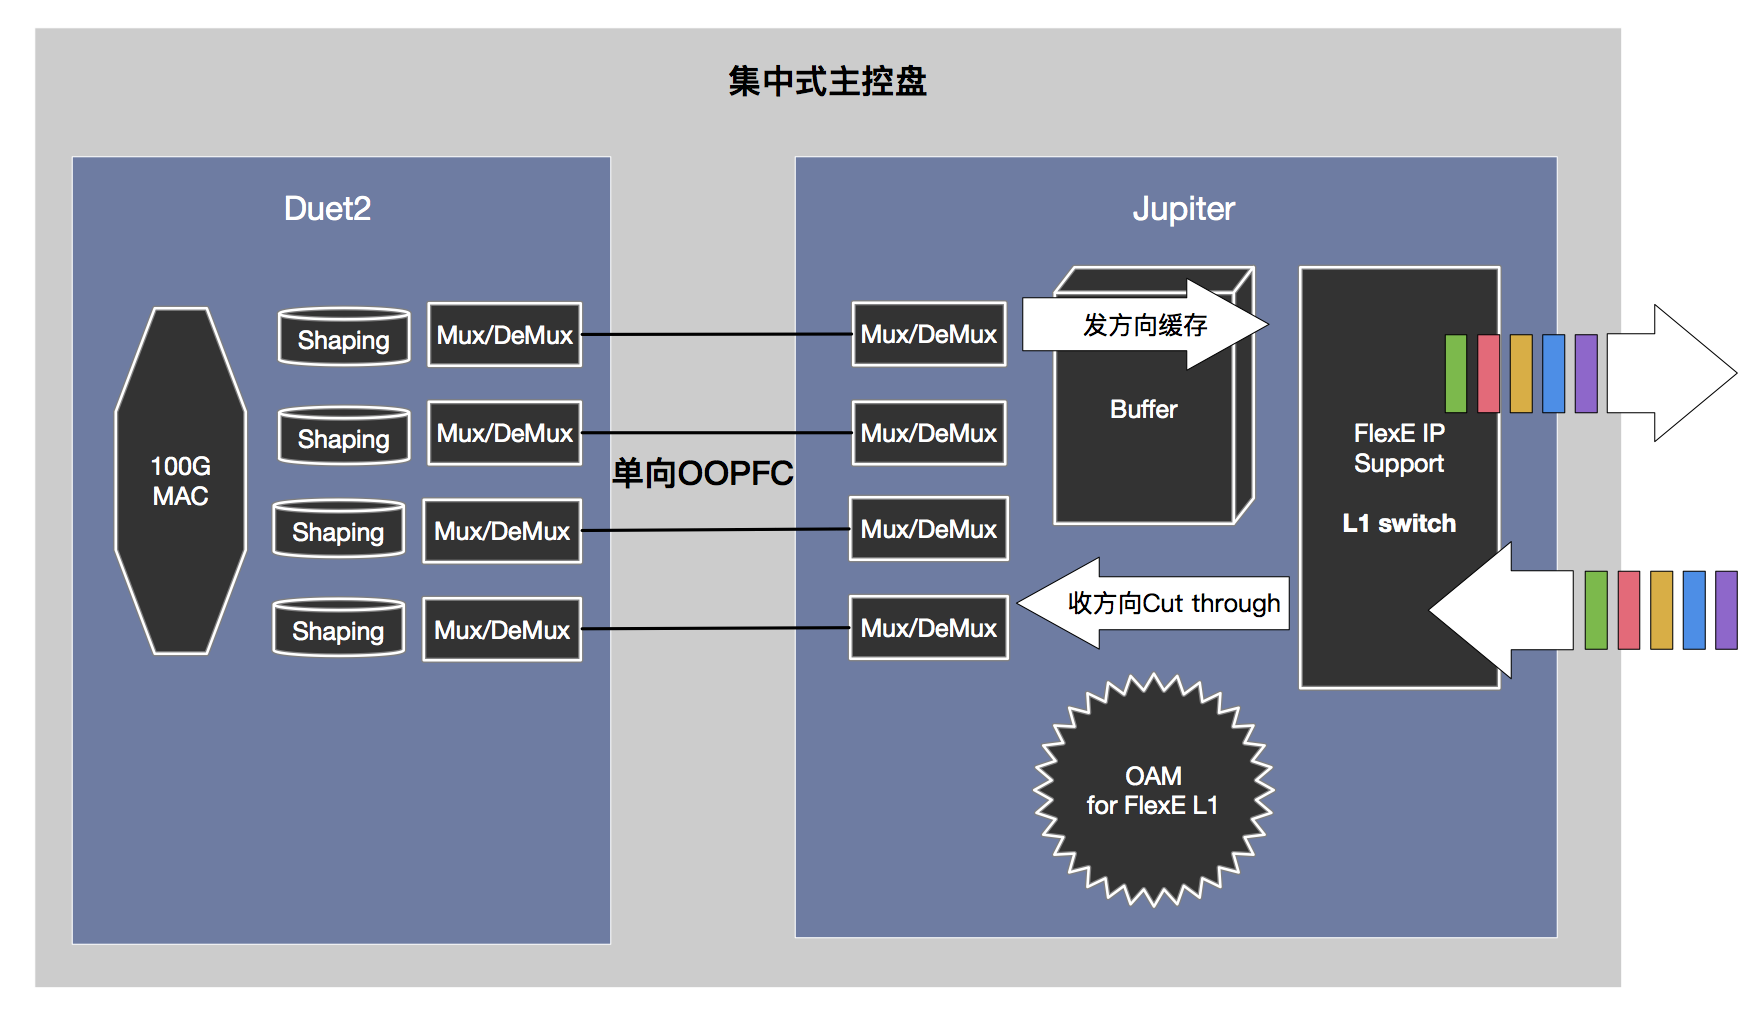 集中式主控盘
Duet2
Jupiter
100G
MAC
Shaping
Mux/DeMux
Shaping
Mux/DeMux
Shaping
Mux/DeMux
Shaping
Mux/DeMux
单向OOPFC
Mux/DeMux
Mux/DeMux
Mux/DeMux
Mux/DeMux
发方向缓存
Buffer
收方向Cut through
FlexE IP
Support
L1 switch
OAM
for FlexE L1